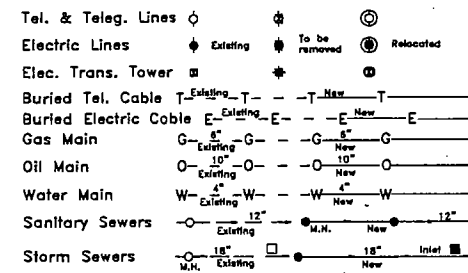 Tel. & Teleg. Lines
Electric Lines Existing To be removed Relocated
Elec. Trans. Tower
Buried Tel. Cable T Existing T T New T
Buried Electric Coble E Existing E E New E
Gas Main G 6" Existing G G 6" New G
Oil Main O 10" Existing O O 10" New O
Water Main W 4" Existing W W 4" New W
Sanitary Sewers 12" Existing M.H. New 12"
Storm Sewers M.H. 18" Existing 18" New Inlet